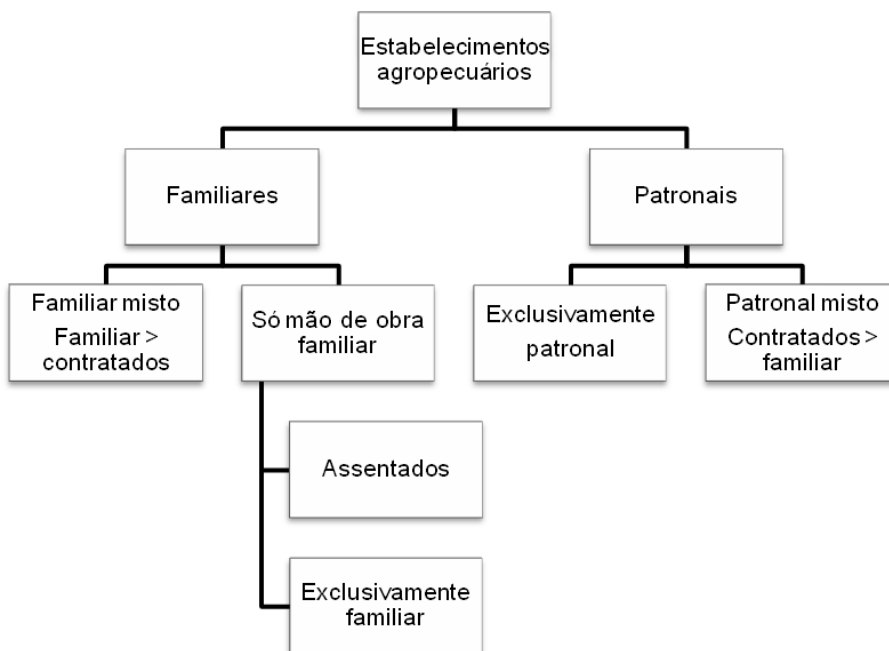 Estabelecimentos
agropecuários
Familiares
Patronais
Familiar misto
Familiar >
contratados
Só mão de obra
familiar
Exclusivamente
patronal
Patronal misto
Contratados >
familiar
Assentados
Exclusivamente
familiar